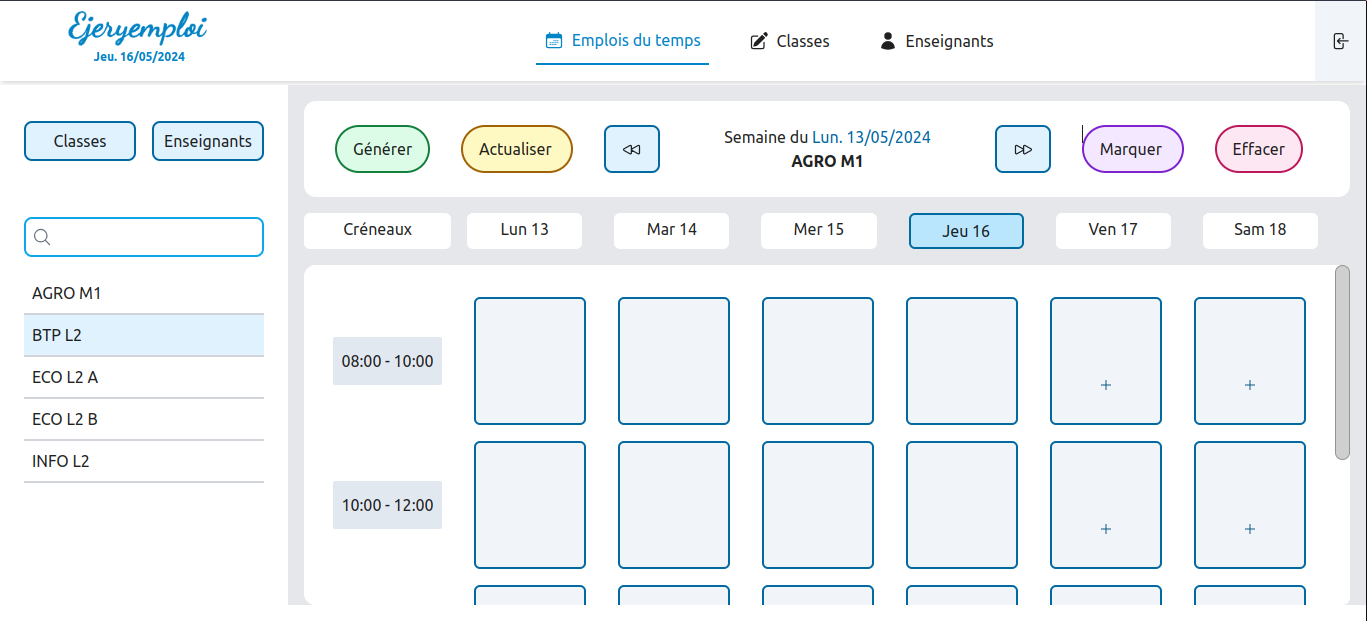 Ejeryemploi
Jeu. 16/05/2024
Emplois du temps
Classes
Enseignants
Classes
Enseignants
AGRO M1
BTP L2
ECO L2 A
ECO L2 B
INFO L2
Générer
Actualiser
Semaine du Lun. 13/05/2024
AGRO M1
Marquer
Effacer
Créneaux
Lun 13
Mar 14
Mer 15
Jeu 16
Ven 17
Sam 18
08:00 - 10:00
+
+
10:00 - 12:00
+
+